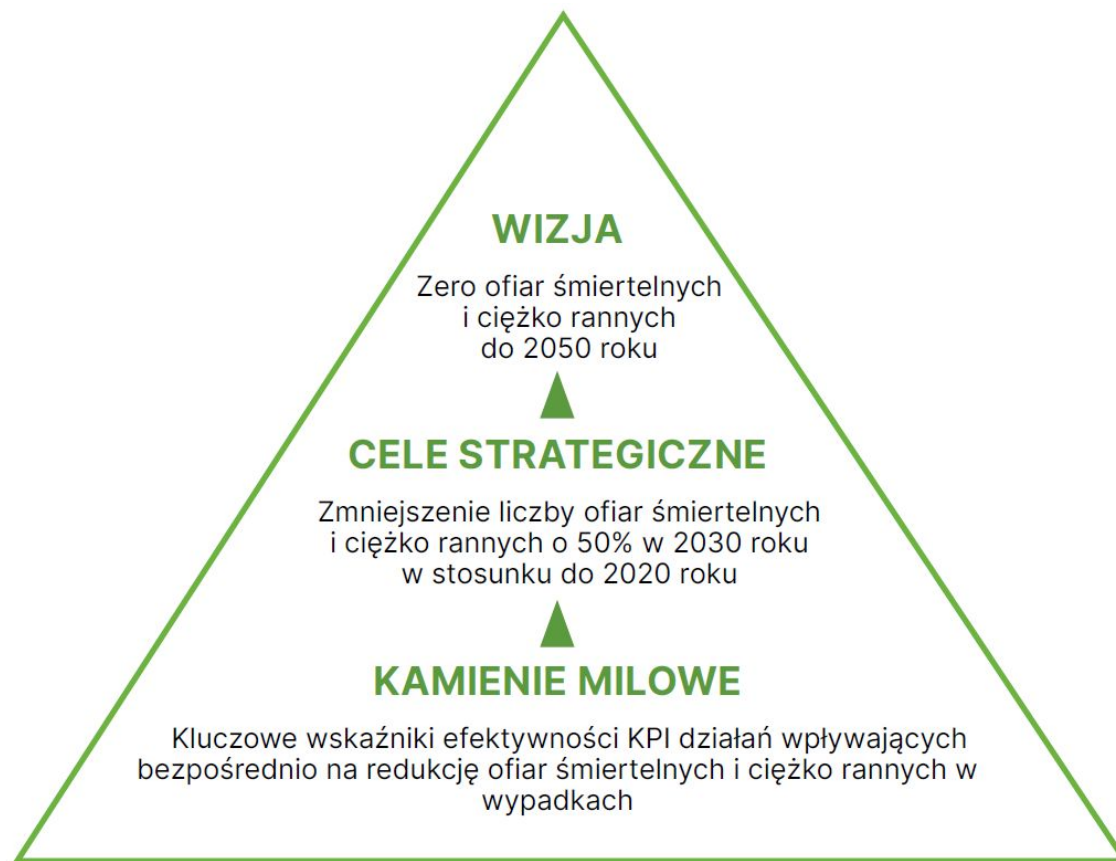 WIZJA
Zero ofiar śmiertelnych
i ciężko rannych
do 2050 roku
CELE STRATEGICZNE
Zmniejszenie liczby ofiar śmiertelnych
i ciężko rannych o 50% w 2030 roku
w stosunku do 2020 roku
KAMIENIE MILOWE
Kluczowe wskaźniki efektywności KPI działań wpływających
bezpośrednio na redukcję ofiar śmiertelnych i ciężko rannych w
wypadkach